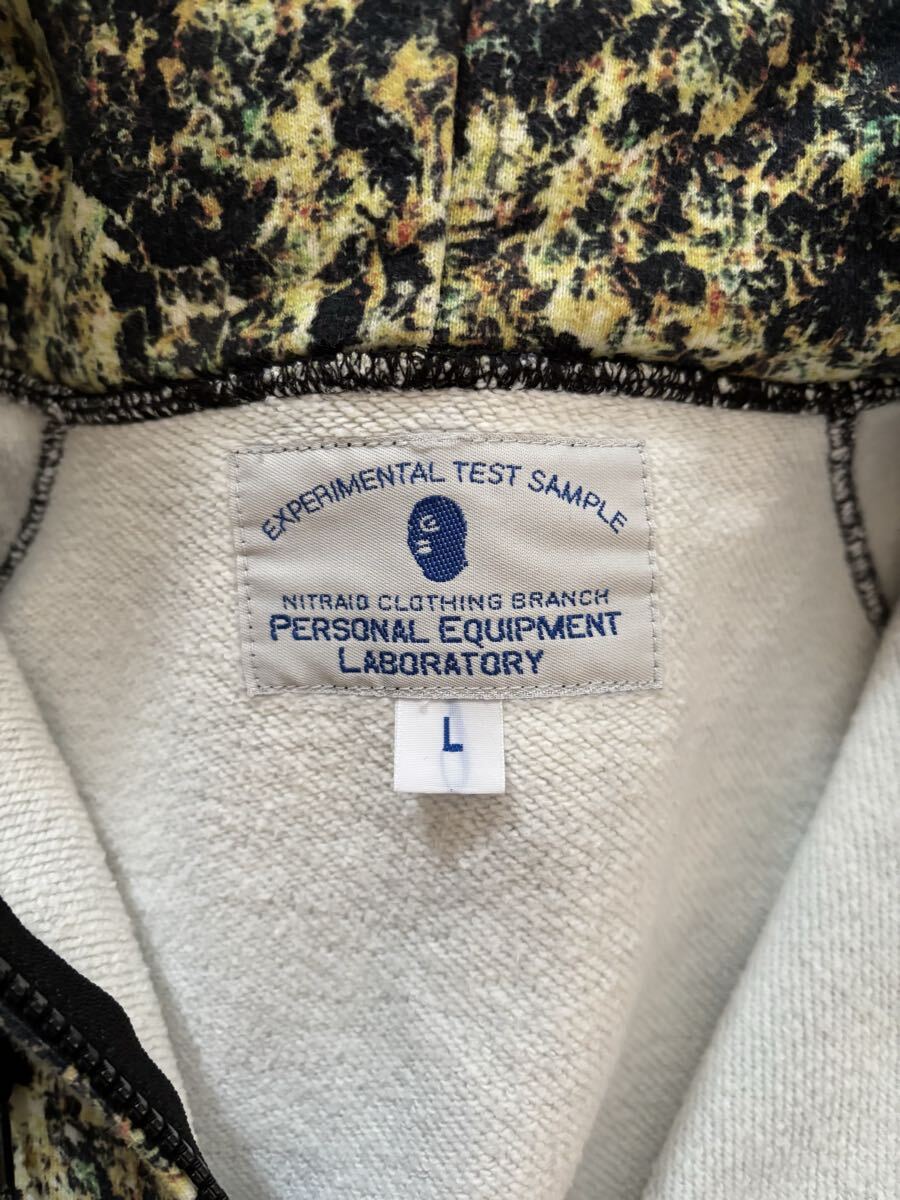 EXPERIMENTAL TEST SAMPLE
NITRAID CLOTHING BRANCH
PERSONAL EQUIPMENT
LABORATORY
L